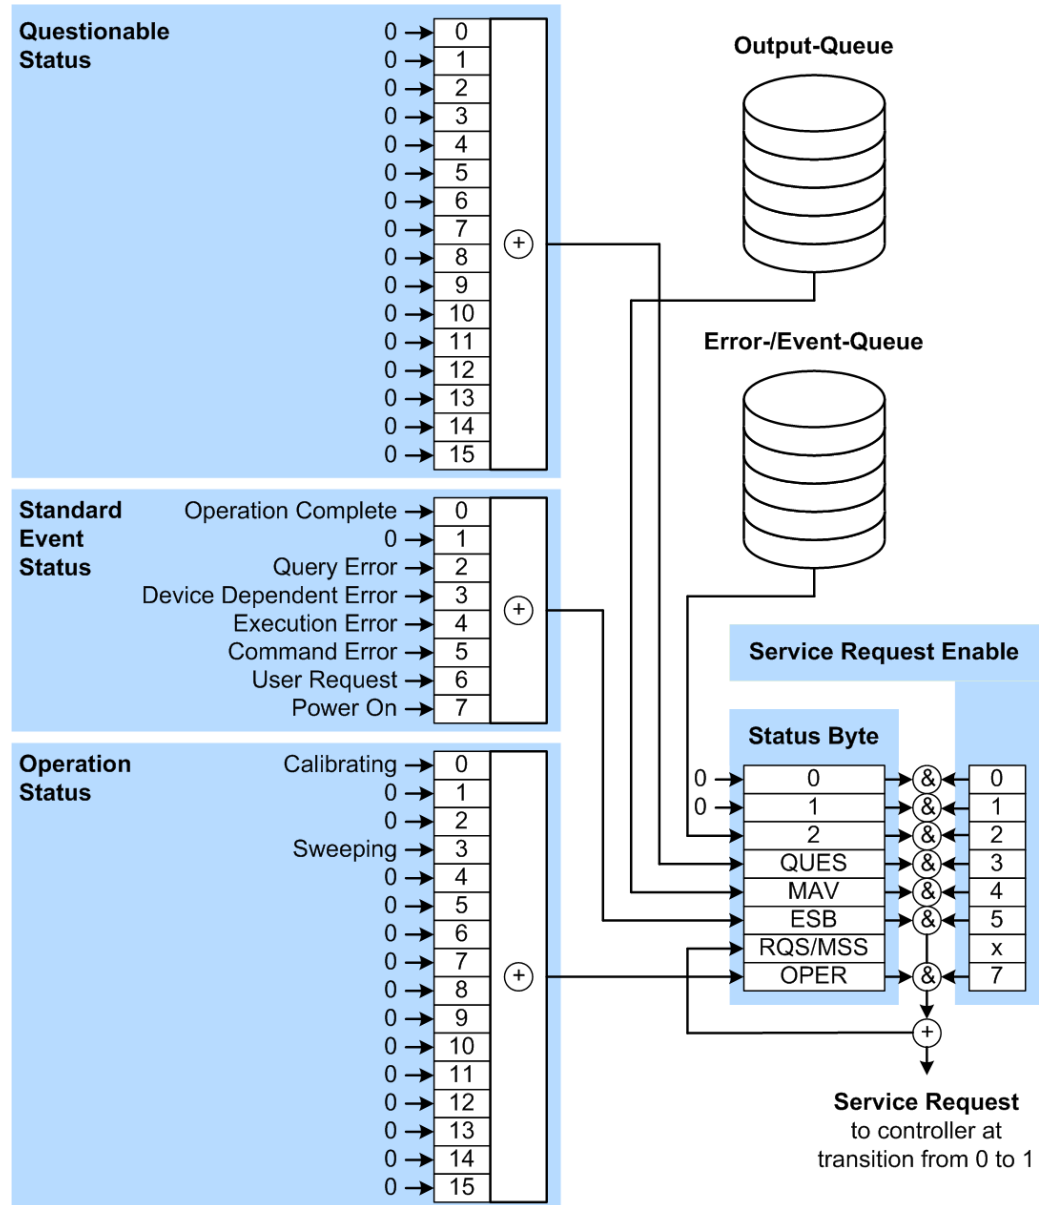 Questionable
Status
0 0
0 1
0 2
0 3
0 4
0 5
0 6
0 7
0 8
0 9
0 10
0 11
0 12
0 13
0 14
0 15
+
Output-Queue
Error-/Event-Queue
Standard
Event
Status
Operation Complete 0
0 1
Query Error 2
Device Dependent Error 3
Execution Error 4
Command Error 5
User Request 6
Power On 7
+
Operation
Status
Calibrating 0
0 1
0 2
Sweeping 3
0 4
0 5
0 6
0 7
0 8
0 9
0 10
0 11
0 12
0 13
0 14
0 15
+
Service Request Enable
Status Byte
0 0 & 0
0 1 & 1
2 & 2
QUES & 3
MAV & 4
ESB & 5
RQS/MSS x
OPER & 7
+
Service Request
to controller at
transition from 0 to 1